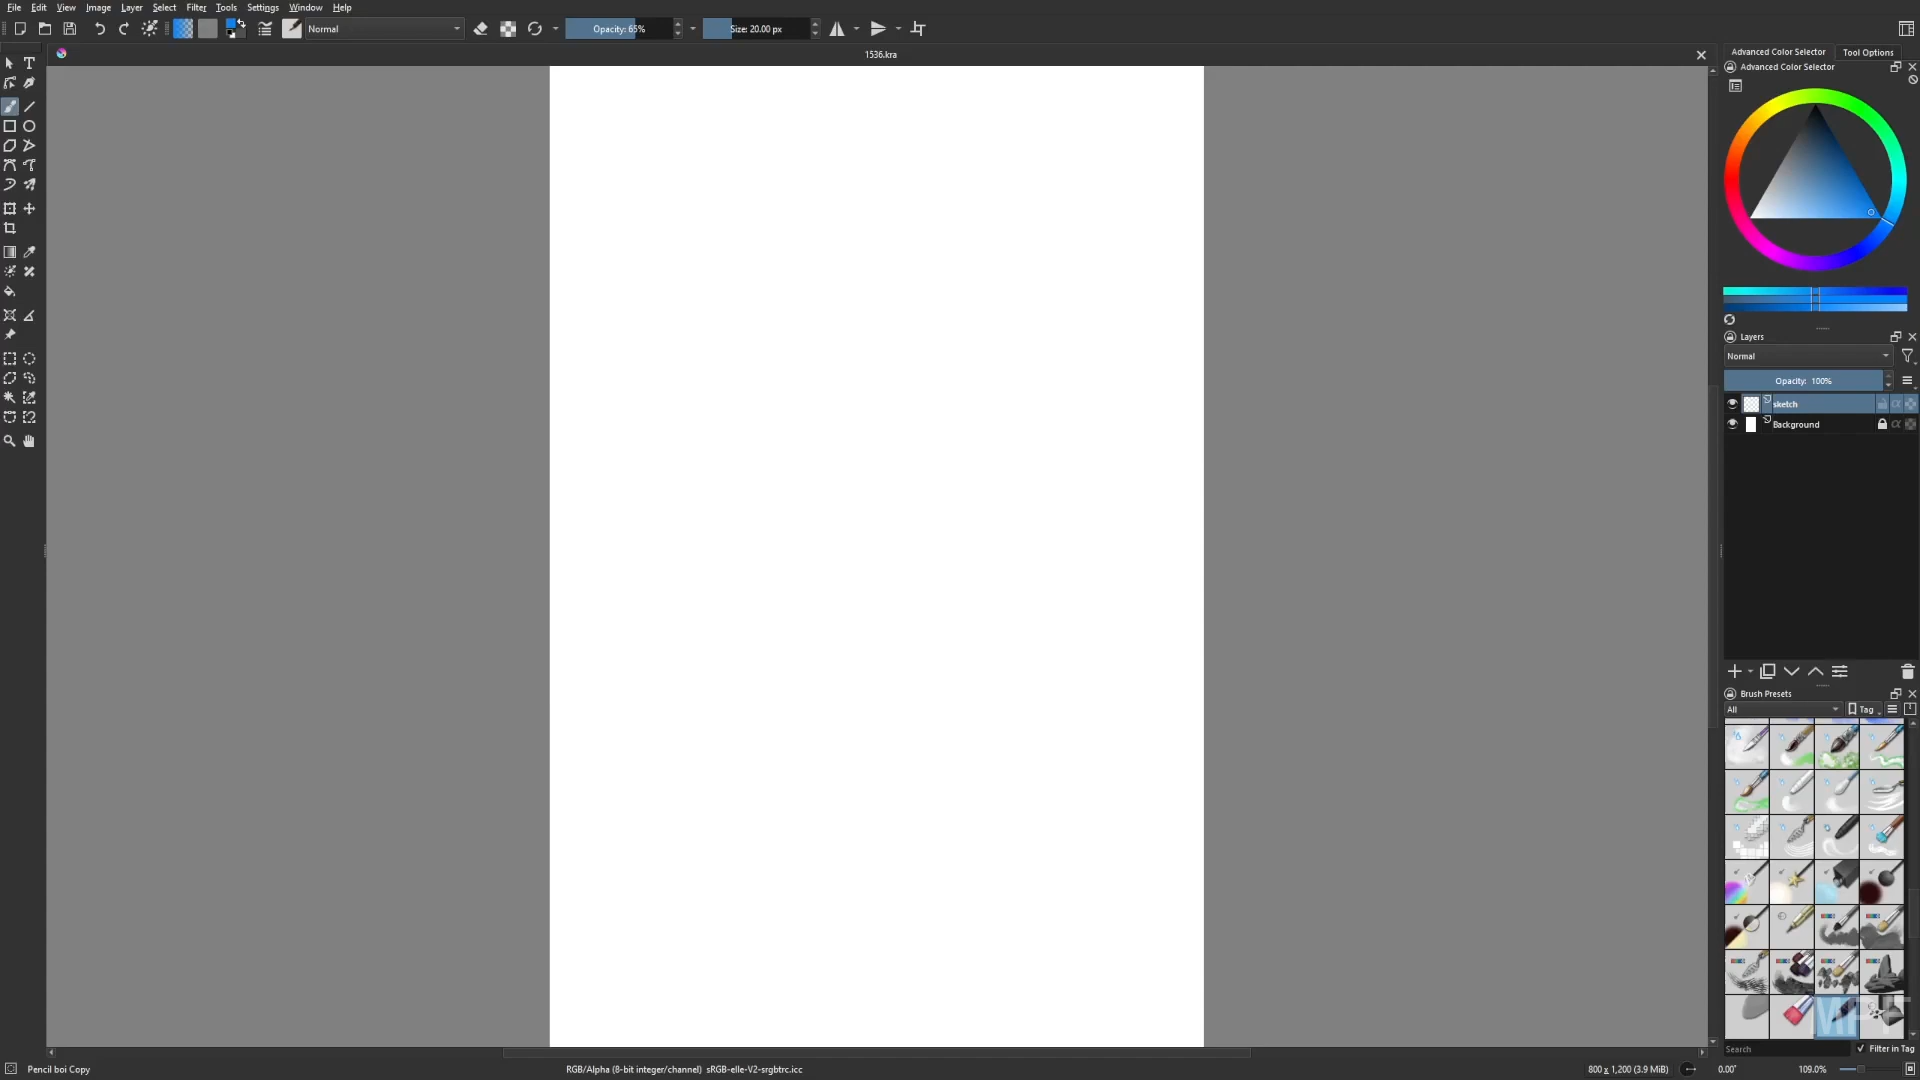 File Edit View Image Layer Select Filter Tools Settings Window Help
Normal Opacity: 65% Size: 20.00 px
1536.kra
Advanced Color Selector Tool Options
Advanced Color Selector
Layers
Normal
Opacity: 100%
sketch
Background
Brush Presets
All Tag
MPF
Search Filter in Tag
Pencil boi Copy RGB/Alpha (8-bit integer/channel) sRGB-elle-V2-srgbtrc.icc 800 x 1,200 (3.9 MiB) 0.00° 109.0%